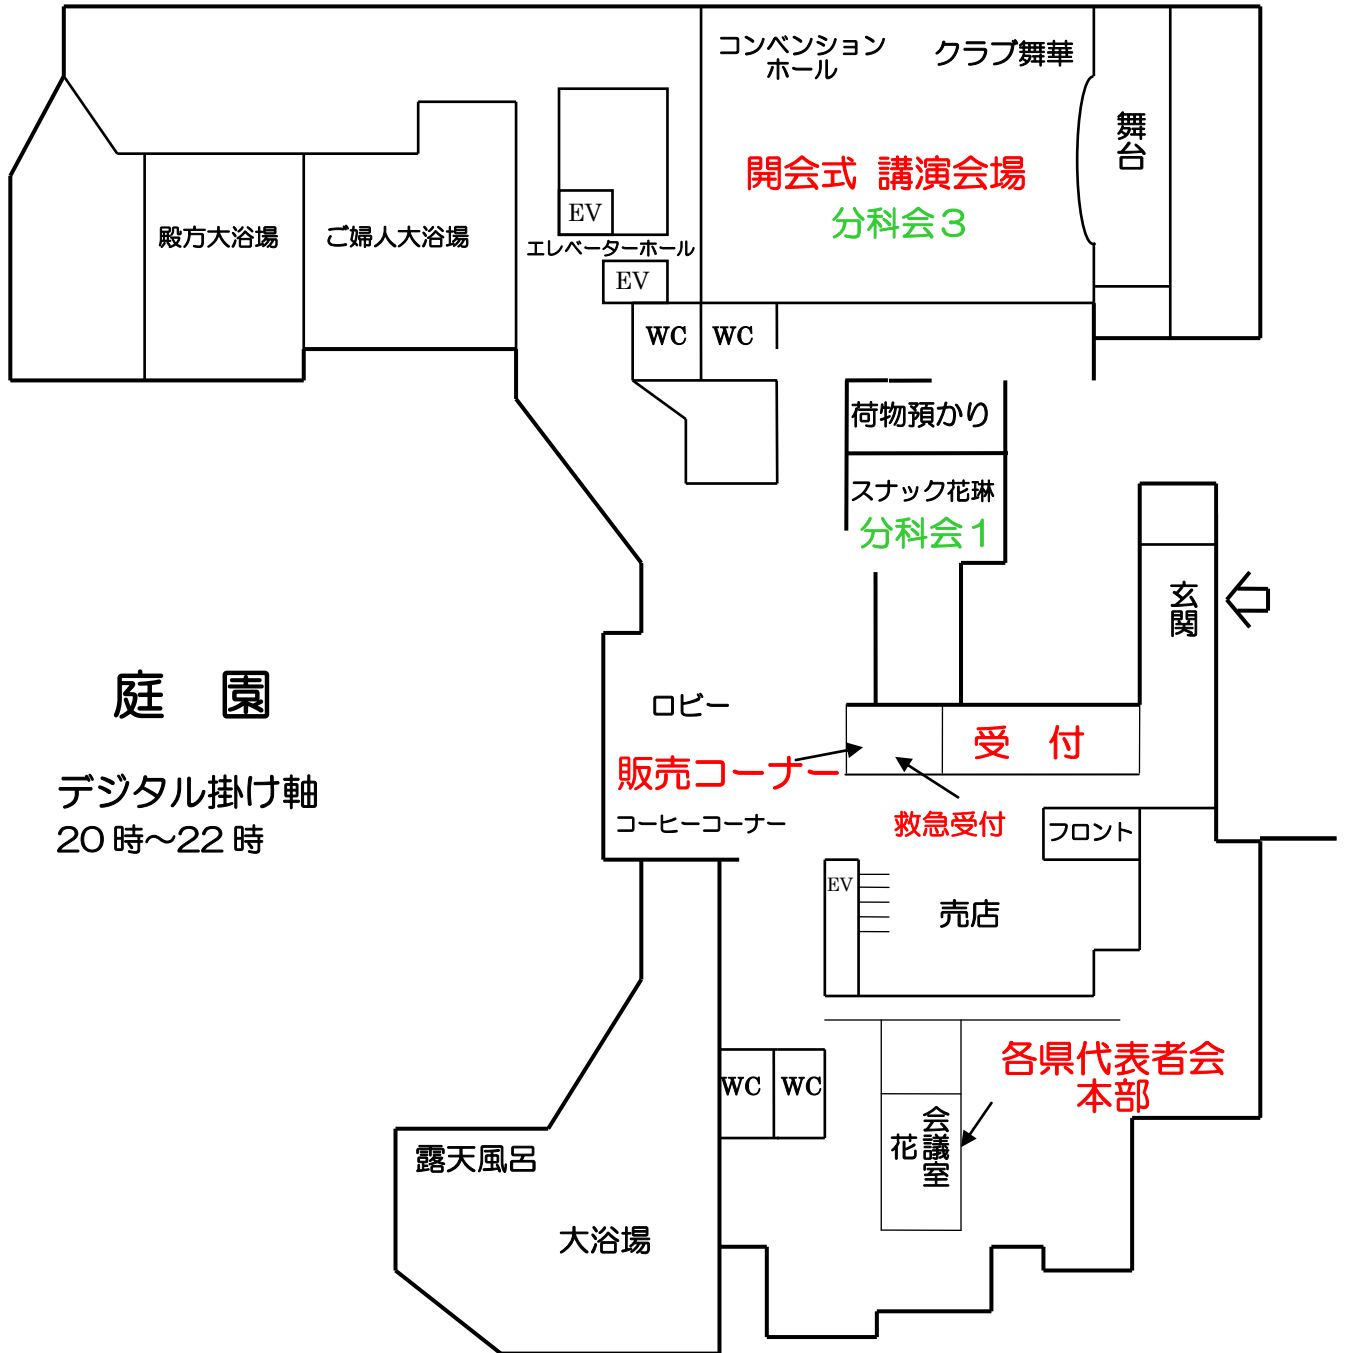 コンベンション
ホール
クラブ舞華
舞台
開会式 講演会場
分科会3
EV
殿方大浴場
ご婦人大浴場
エレベーターホール
EV
WC
WC
荷物預かり
スナック花琳
分科会1
玄関
庭 園
ロビー
受 付
販売コーナー
デジタル掛け軸
20時～22時
コーヒーコーナー
救急受付
フロント
EV
売店
各県代表者会
本部
WC
WC
会議室
花
露天風呂
大浴場